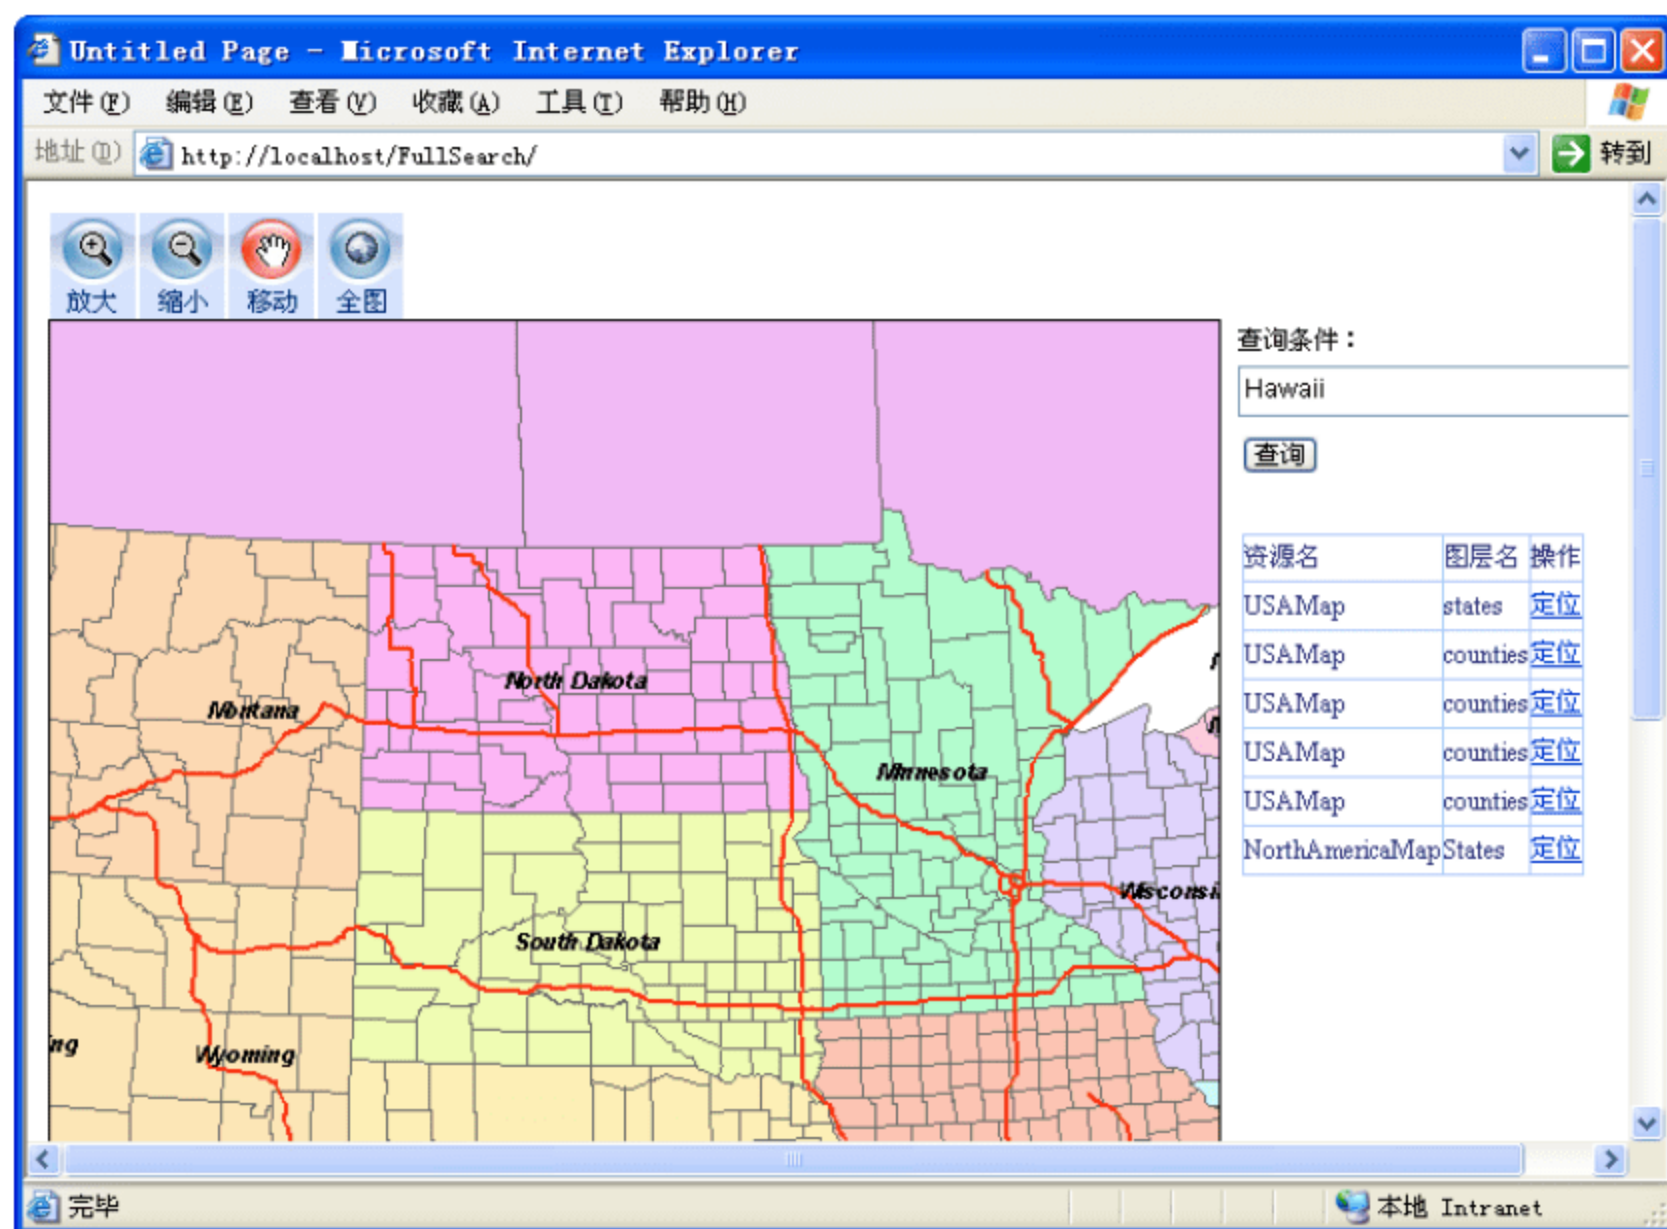 Untitled Page - Microsoft Internet Explorer
文件(F) 编辑(E) 查看(V) 收藏(A) 工具(T) 帮助(H)
地址(D) http://localhost/FullSearch/ 转到
放大 缩小 移动 全图
查询条件：
Hawaii
查询
资源名 图层名 操作
USAMap states 定位
USAMap counties 定位
USAMap counties 定位
USAMap counties 定位
USAMap counties 定位
NorthAmericaMap States 定位
North Dakota
Montana
Minnesota
Wisconsi
South Dakota
ng
Wyoming
完毕
本地 Intranet